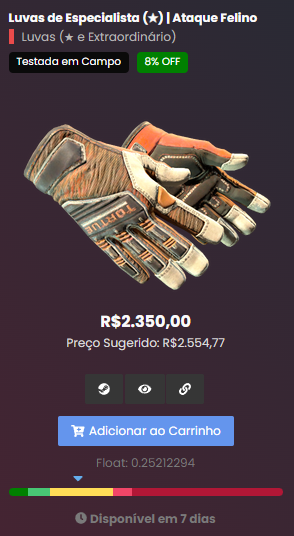 Luvas de Especialista (★) | Ataque Felino
Luvas (★ e Extraordinário)
Testada em Campo
8% OFF
TORTUE
R$2.350,00
Preço Sugerido: R$2.554,77
Adicionar ao Carrinho
Float: 0.25212294
Disponível em 7 dias